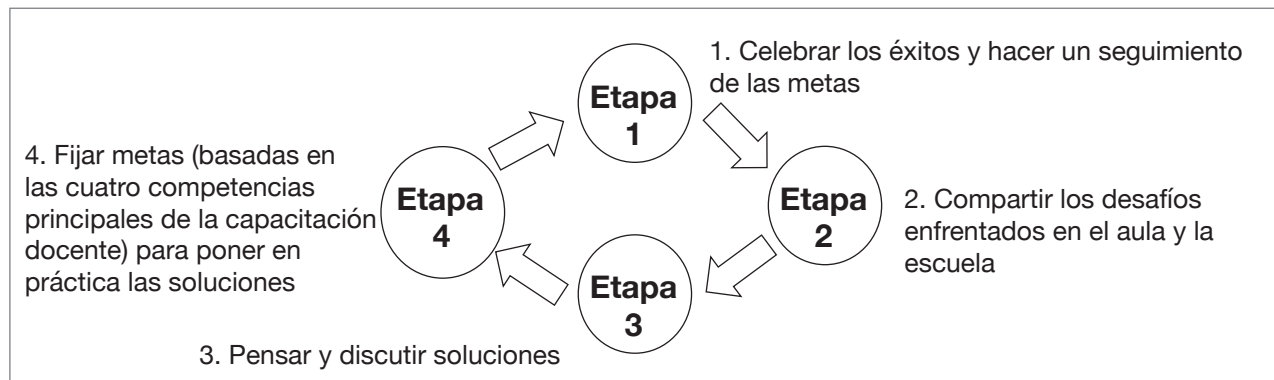 1. Celebrar los éxitos y hacer un seguimiento
de las metas
Etapa
1
4. Fijar metas (basadas en
las cuatro competencias
principales de la capacitación
docente) para poner en
práctica las soluciones
Etapa
4
Etapa
2
2. Compartir los desafíos
enfrentados en el aula y la
escuela
Etapa
3
3. Pensar y discutir soluciones